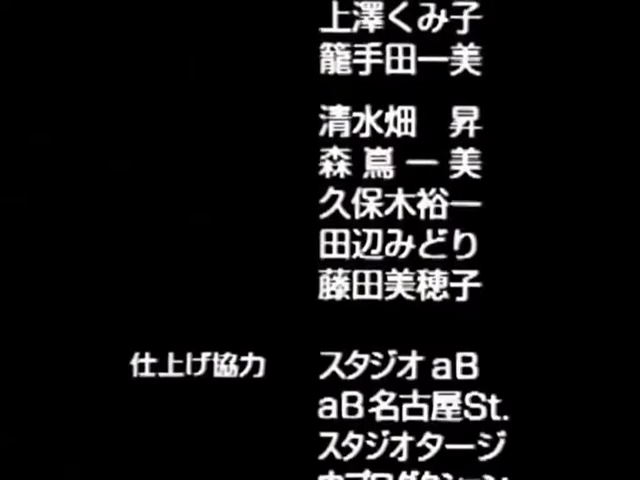 上澤くみ子
籠手田一美
清水畑　昇
森嶌一美
久保木裕一
田辺みどり
藤田美穂子
仕上げ協力　スタジオaB
aB名古屋St.
スタジオタージ